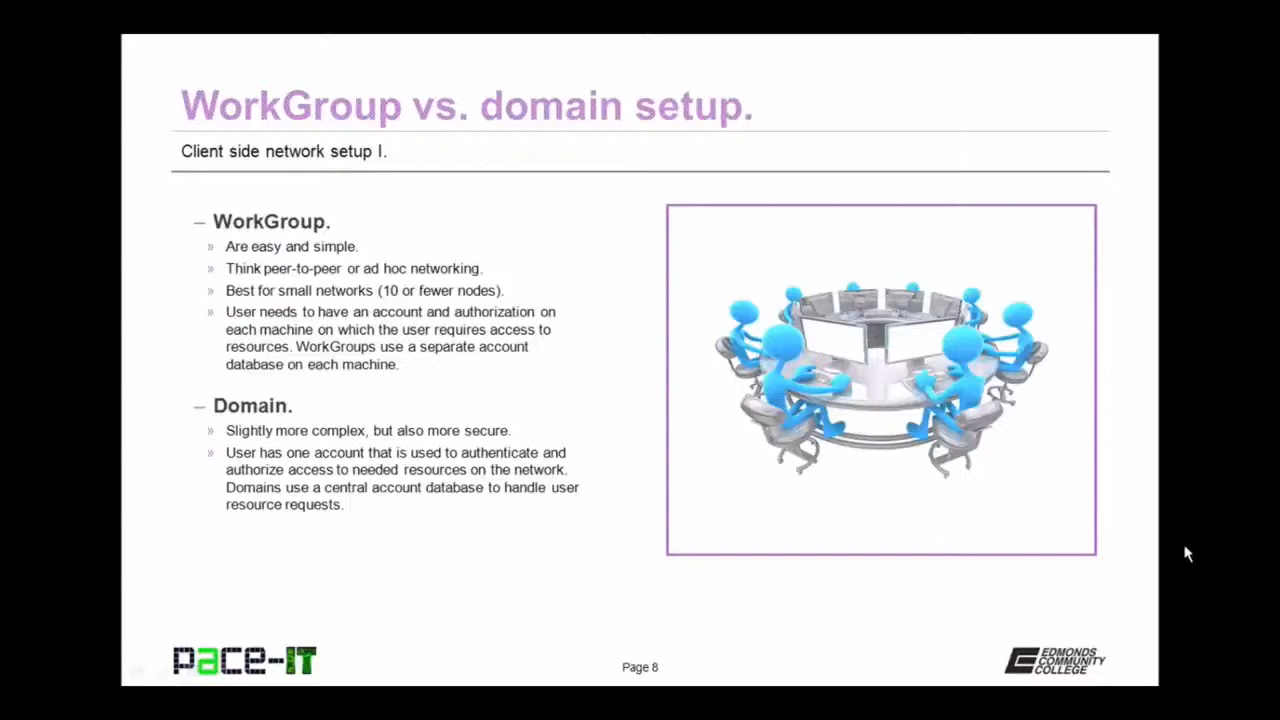 WorkGroup vs. domain setup.
Client side network setup I.
– WorkGroup.
» Are easy and simple.
» Think peer-to-peer or ad hoc networking.
» Best for small networks (10 or fewer nodes).
» User needs to have an account and authorization on
each machine on which the user requires access to
resources. WorkGroups use a separate account
database on each machine.
– Domain.
» Slightly more complex, but also more secure.
» User has one account that is used to authenticate and
authorize access to needed resources on the network.
Domains use a central account database to handle user
resource requests.
pace-IT
Page 8
EDMONDS
COMMUNITY
COLLEGE